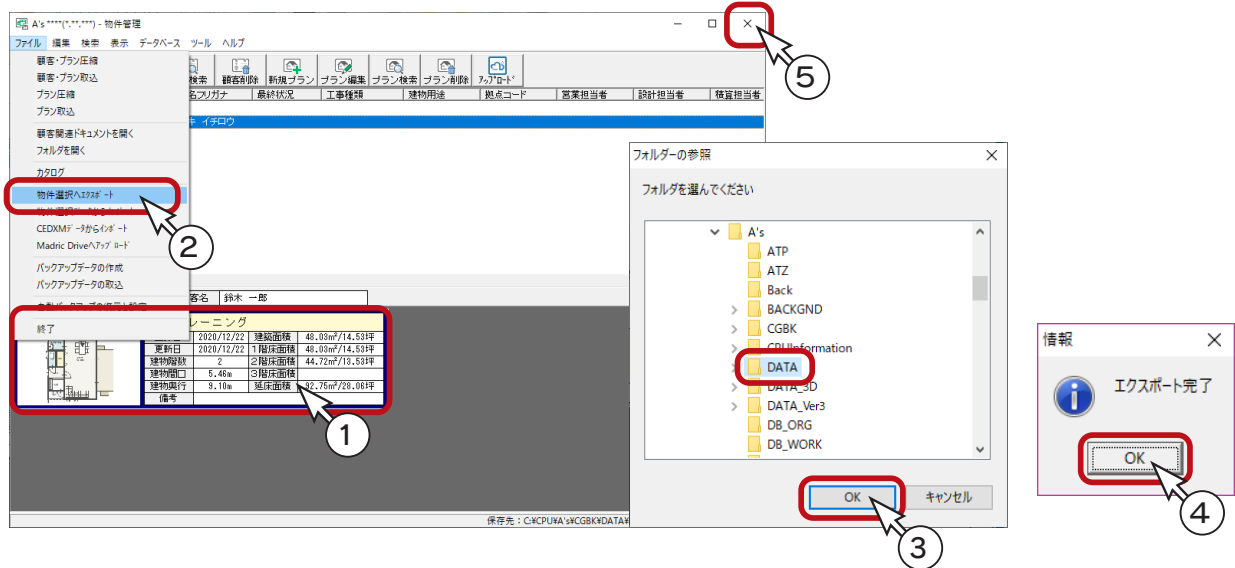 A's ****(*.**.***) - 物件管理
ファイル 編集 検索 表示 データベース ツール ヘルプ
顧客・プラン圧縮
顧客・プラン取込
プラン圧縮
プラン取込
顧客関連ドキュメントを開く
フォルダを開く
カタログ
物件選択へエクスポート
CEDXMデータからインポート
Madric Driveへアップロード
バックアップデータの作成
バックアップデータの取込
自動バックアップの復元と設定
終了
検索 顧客削除 新規プラン プラン編集 プラン検索 プラン削除 アップロード
名フリガナ 最終状況 工事種類 建物用途 拠点コード 営業担当者 設計担当者 積算担当者
キ イチロウ
客名 鈴木 一郎
レーニング
2020/12/22 建築面積 48.03m²/14.53坪
更新日 2020/12/22 1階床面積 48.03m²/14.53坪
建物階数 2 2階床面積 44.72m²/13.53坪
建物間口 5.46m 3階床面積
建物奥行 9.10m 延床面積 92.75m²/28.06坪
備考
保存先:C:¥CPU¥A's¥CGBK¥DATA¥
フォルダーの参照
フォルダを選んでください
A's
ATP
ATZ
Back
BACKGND
CGBK
CPUInformation
DATA
DATA_3D
DATA_Ver3
DB_ORG
DB_WORK
OK キャンセル
情報
エクスポート完了
OK
1
2
3
4
5